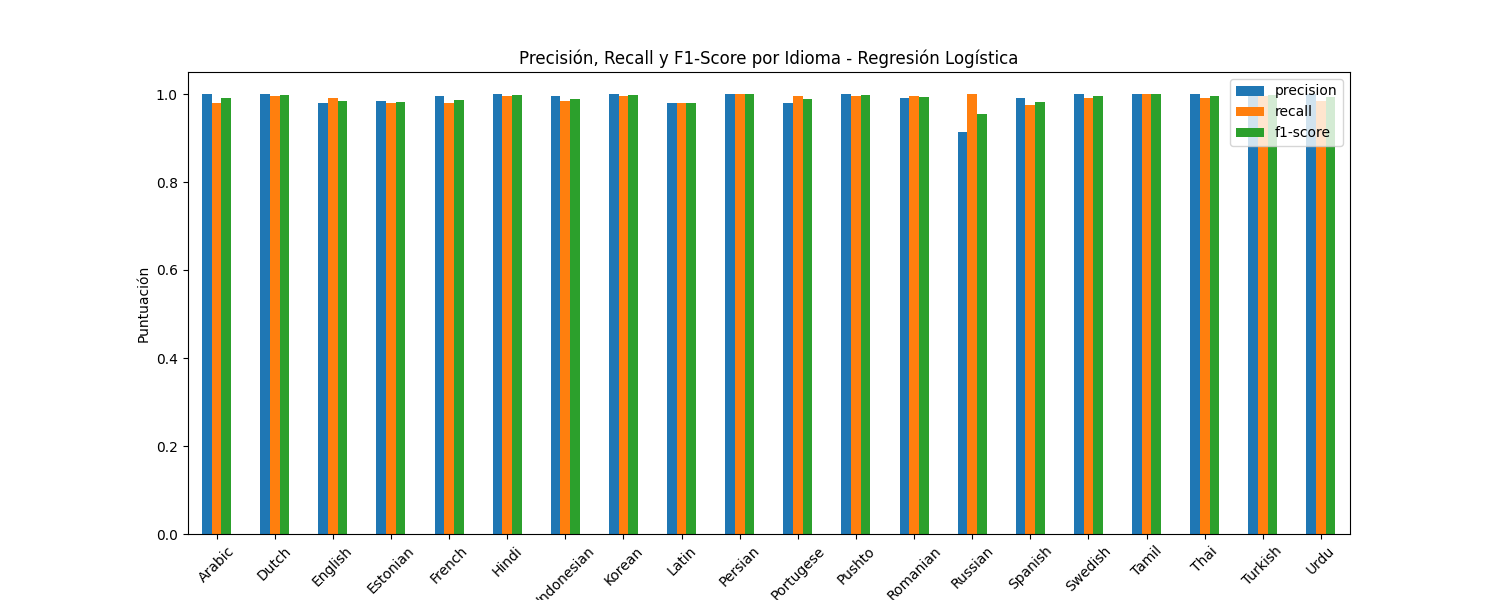 Precisión, Recall y F1-Score por Idioma - Regresión Logística
precision
recall
f1-score
Puntuación
1.0
0.8
0.6
0.4
0.2
0.0
Arabic
Dutch
English
Estonian
French
Hindi
Indonesian
Korean
Latin
Persian
Portugese
Pushto
Romanian
Russian
Spanish
Swedish
Tamil
Thai
Turkish
Urdu